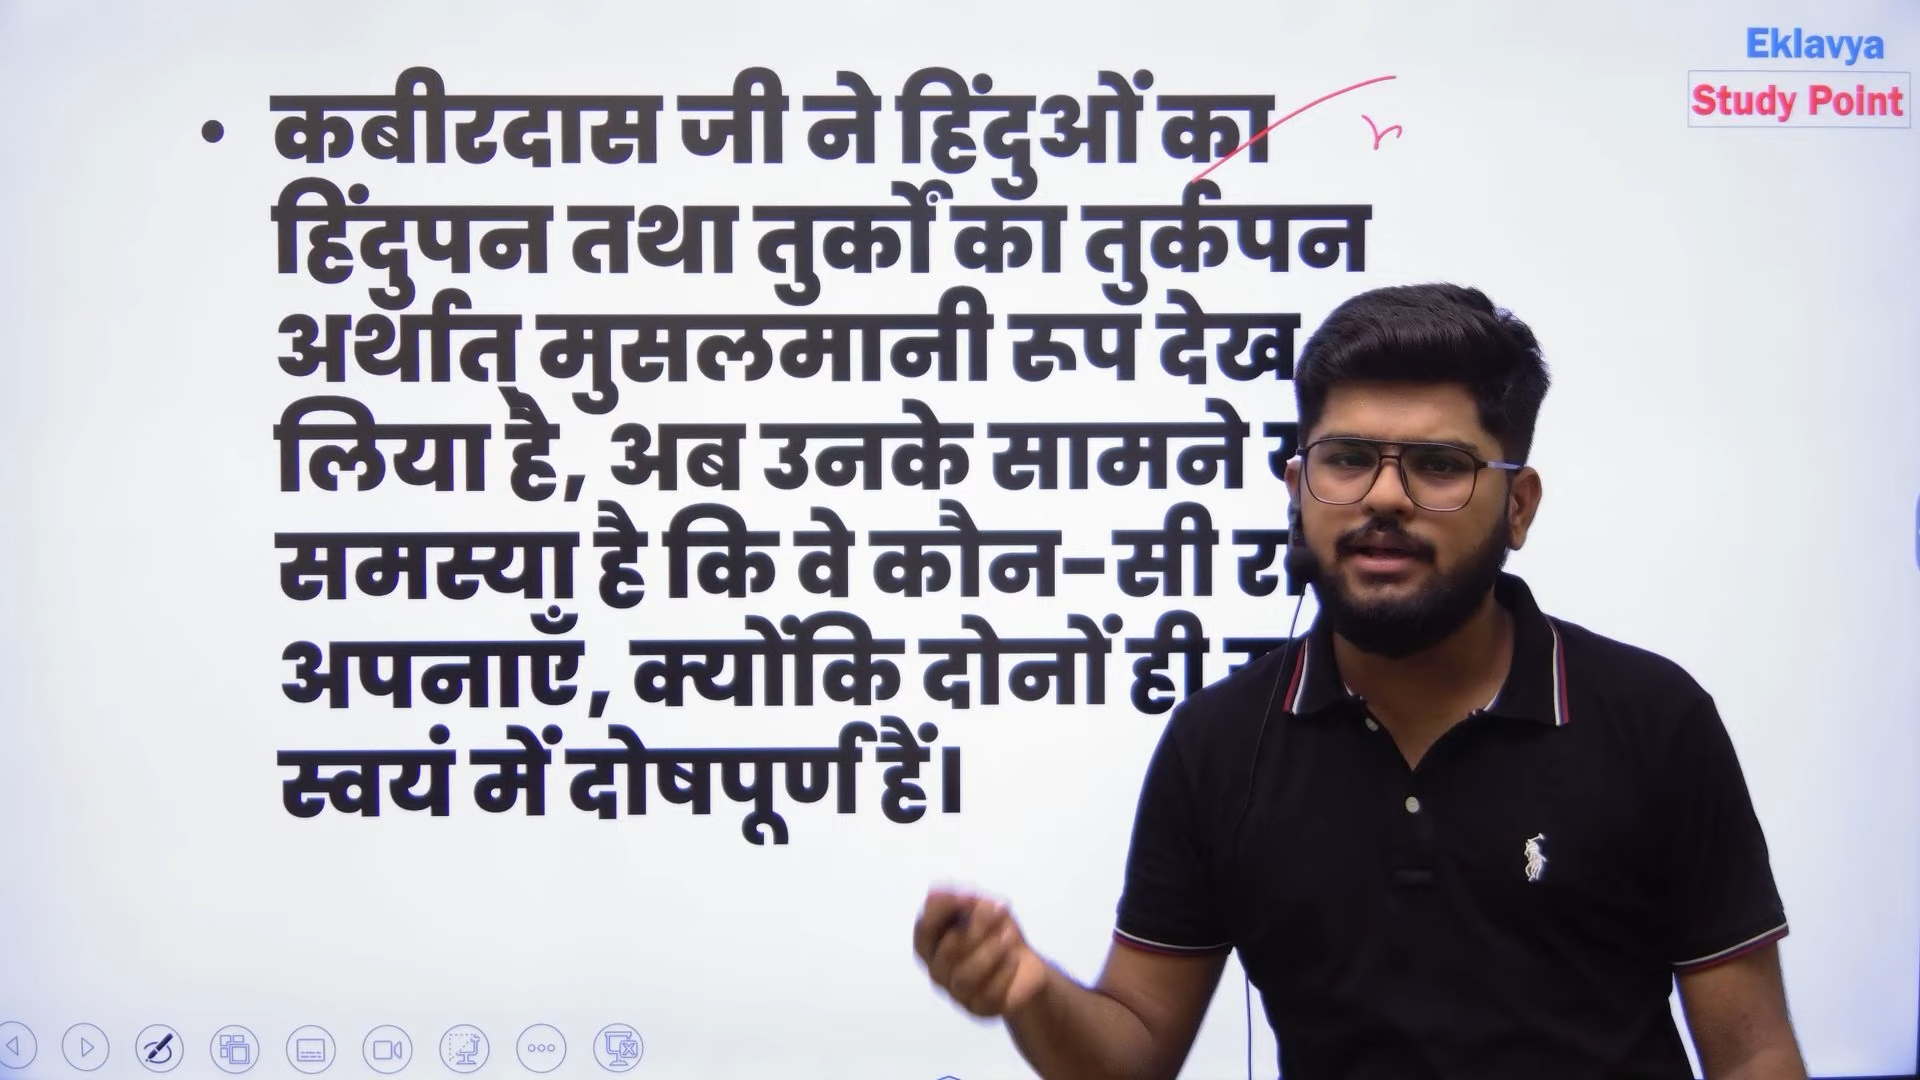 Eklavya
Study Point
• कबीरदास जी ने हिंदुओं का
हिंदुपन तथा तुर्कों का तुर्कपन
अर्थात् मुसलमानी रूप देख
लिया है, अब उनके सामने
समस्या है कि वे कौन-सी
अपनाएँ, क्योंकि दोनों ही
स्वयं में दोषपूर्ण हैं।